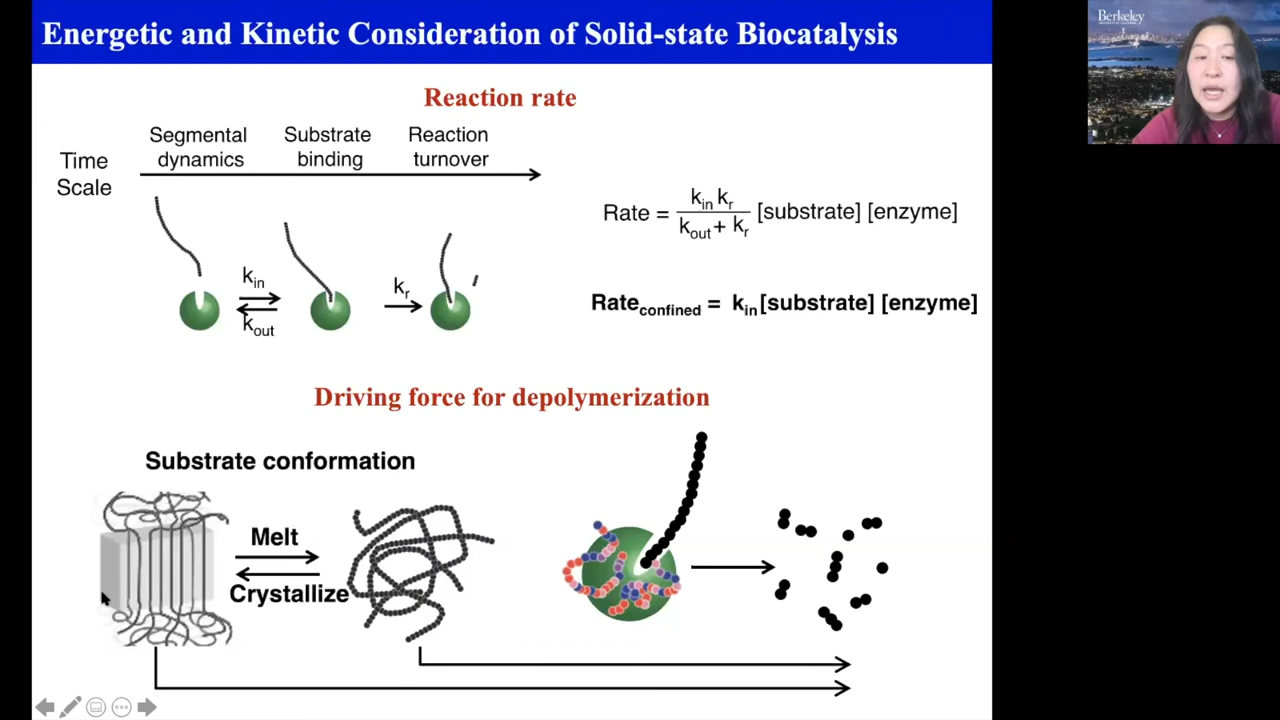 Energetic and Kinetic Consideration of Solid-state Biocatalysis
Berkeley
Reaction rate
Time
Scale
Segmental
dynamics
Substrate
binding
Reaction
turnover
k_in
k_out
k_r
Rate = k_in k_r / k_out + k_r [substrate] [enzyme]
Rate_confined = k_in [substrate] [enzyme]
Driving force for depolymerization
Substrate conformation
Melt
Crystallize